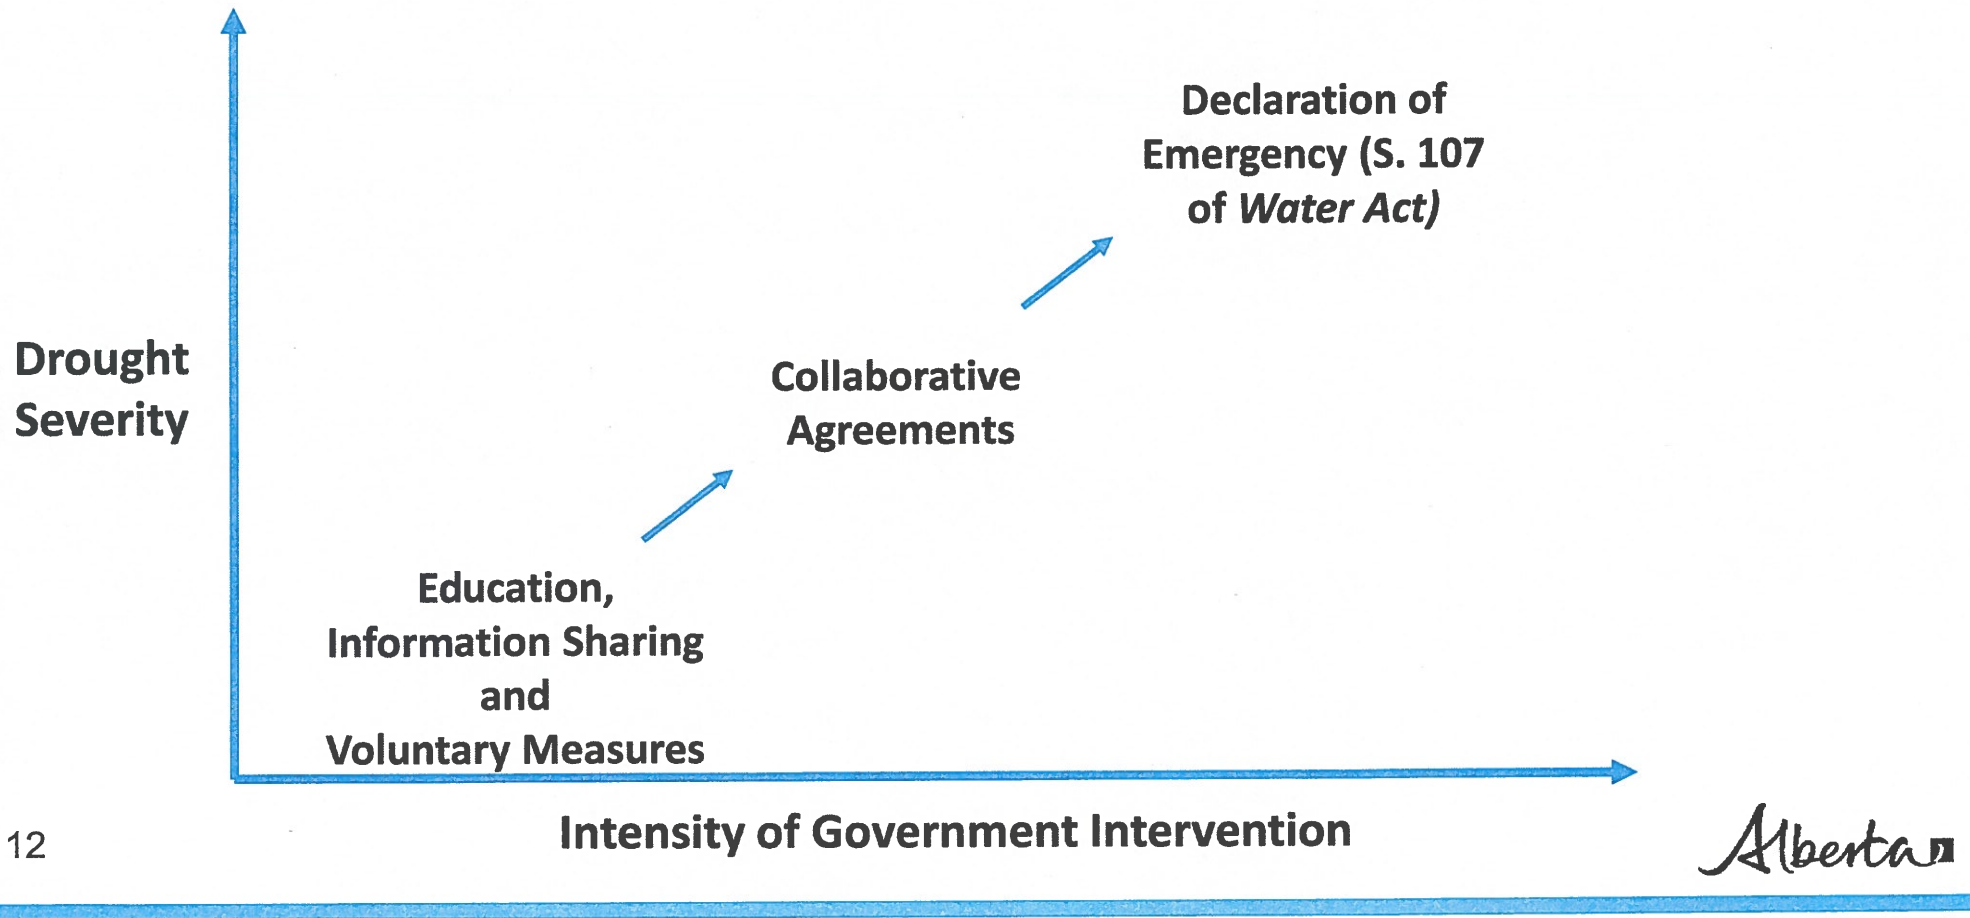 Declaration of
Emergency (S. 107
of Water Act)
Drought
Severity
Collaborative
Agreements
Education,
Information Sharing
and
Voluntary Measures
Intensity of Government Intervention
12
Alberta